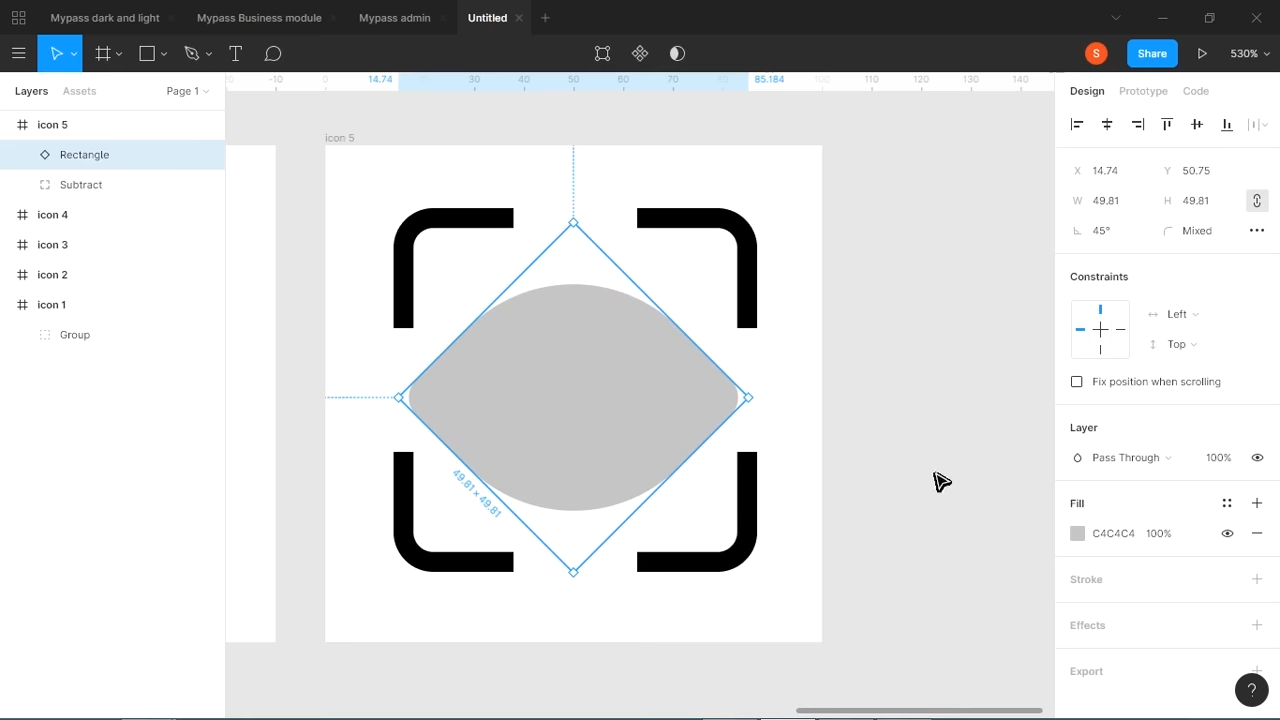 Mypass dark and light
Mypass Business module
Mypass admin
Untitled
S
Share
530%
Layers
Assets
Page 1
-10
0
14.74
30
40
50
60
70
85.184
100
110
120
130
140
Design
Prototype
Code
icon 5
Rectangle
Subtract
icon 4
icon 3
icon 2
icon 1
Group
icon 5
49.81 × 49.81
X 14.74
Y 50.75
W 49.81
H 49.81
45°
Mixed
Constraints
Left
Top
Fix position when scrolling
Layer
Pass Through
100%
Fill
C4C4C4 100%
Stroke
Effects
Export
?